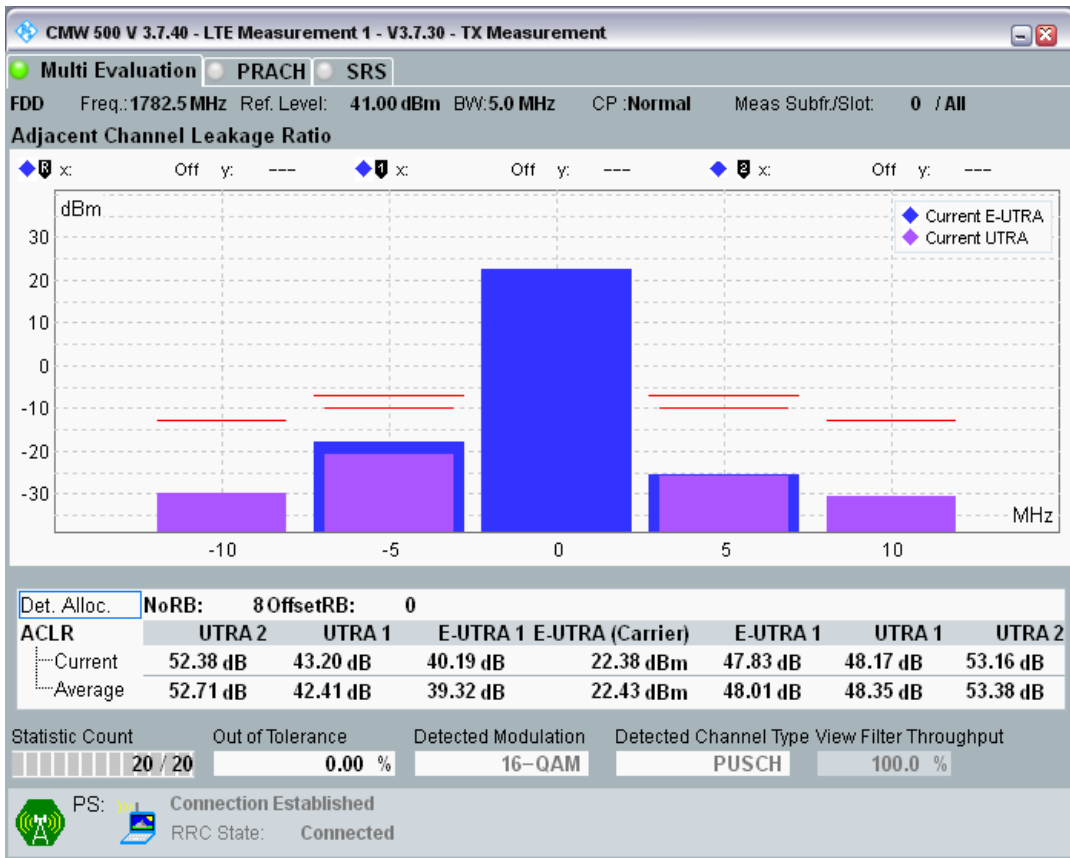 CMW 500 V 3.7.40 - LTE Measurement 1 - V3.7.30 - TX Measurement
Multi Evaluation PRACH SRS
FDD Freq.:1782.5 MHz Ref. Level: 41.00 dBm BW:5.0 MHz CP :Normal Meas Subfr./Slot: 0 / All
Adjacent Channel Leakage Ratio
R x: Off y: --- 1 x: Off y: --- 2 x: Off y: ---
dBm
Current E-UTRA
Current UTRA
30
20
10
0
-10
-20
-30
MHz
-10 -5 0 5 10
Det. Alloc. NoRB: 8 OffsetRB: 0
ACLR UTRA 2 UTRA 1 E-UTRA 1 E-UTRA (Carrier) E-UTRA 1 UTRA 1 UTRA 2
Current 52.38 dB 43.20 dB 40.19 dB 22.38 dBm 47.83 dB 48.17 dB 53.16 dB
Average 52.71 dB 42.41 dB 39.32 dB 22.43 dBm 48.01 dB 48.35 dB 53.38 dB
Statistic Count Out of Tolerance Detected Modulation Detected Channel Type View Filter Throughput
20 / 20 0.00 % 16-QAM PUSCH 100.0 %
PS: Connection Established
RRC State: Connected